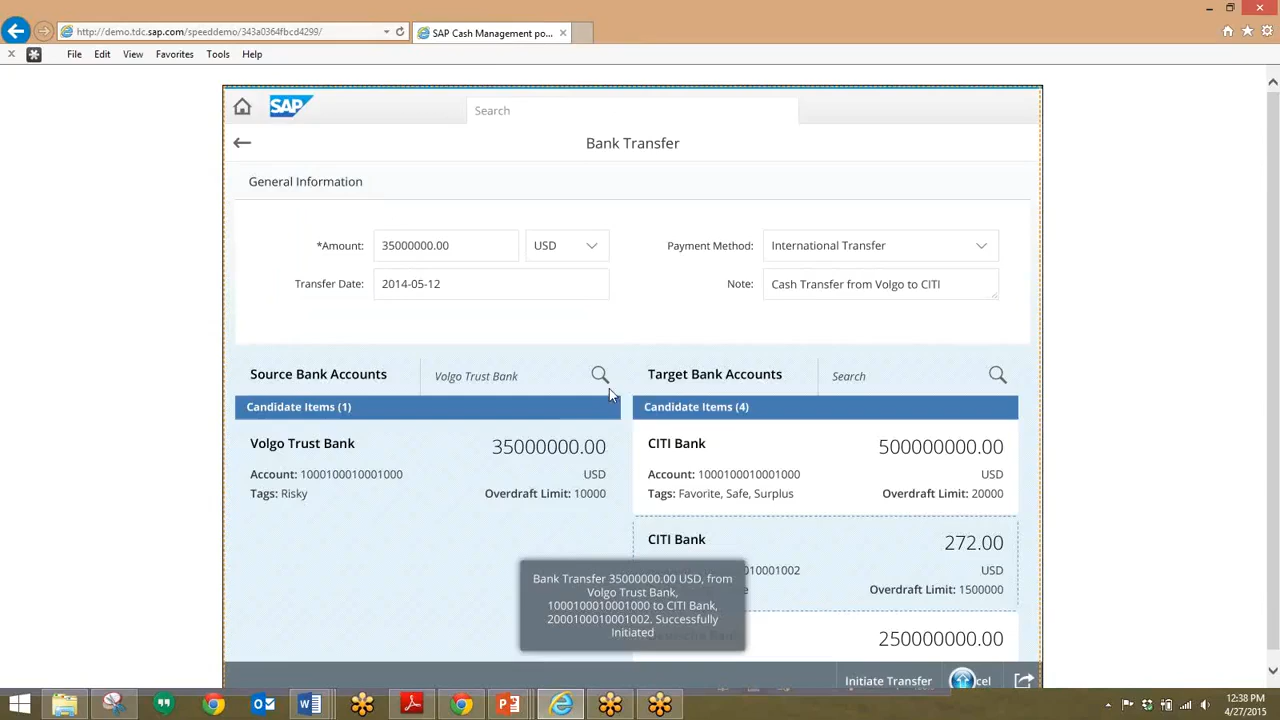 http://demo.tdc.sap.com/speeddemo/343a0364fbcd4299/
SAP Cash Management po...
File Edit View Favorites Tools Help
SAP
Search
Bank Transfer
General Information
*Amount: 35000000.00 USD
Payment Method: International Transfer
Transfer Date: 2014-05-12
Note: Cash Transfer from Volgo to CITI
Source Bank Accounts Volgo Trust Bank
Target Bank Accounts Search
Candidate Items (1)
Candidate Items (4)
Volgo Trust Bank 35000000.00
Account: 1000100010001000 USD
Tags: Risky Overdraft Limit: 10000
CITI Bank 500000000.00
Account: 1000100010001000 USD
Tags: Favorite, Safe, Surplus Overdraft Limit: 20000
CITI Bank 272.00
10001002 USD
Overdraft Limit: 1500000
250000000.00
Bank Transfer 35000000.00 USD, from
Volgo Trust Bank,
1000100010001000 to CITI Bank,
2000100010001002. Successfully
Initiated
Initiate Transfer cel
12:38 PM
4/27/2015